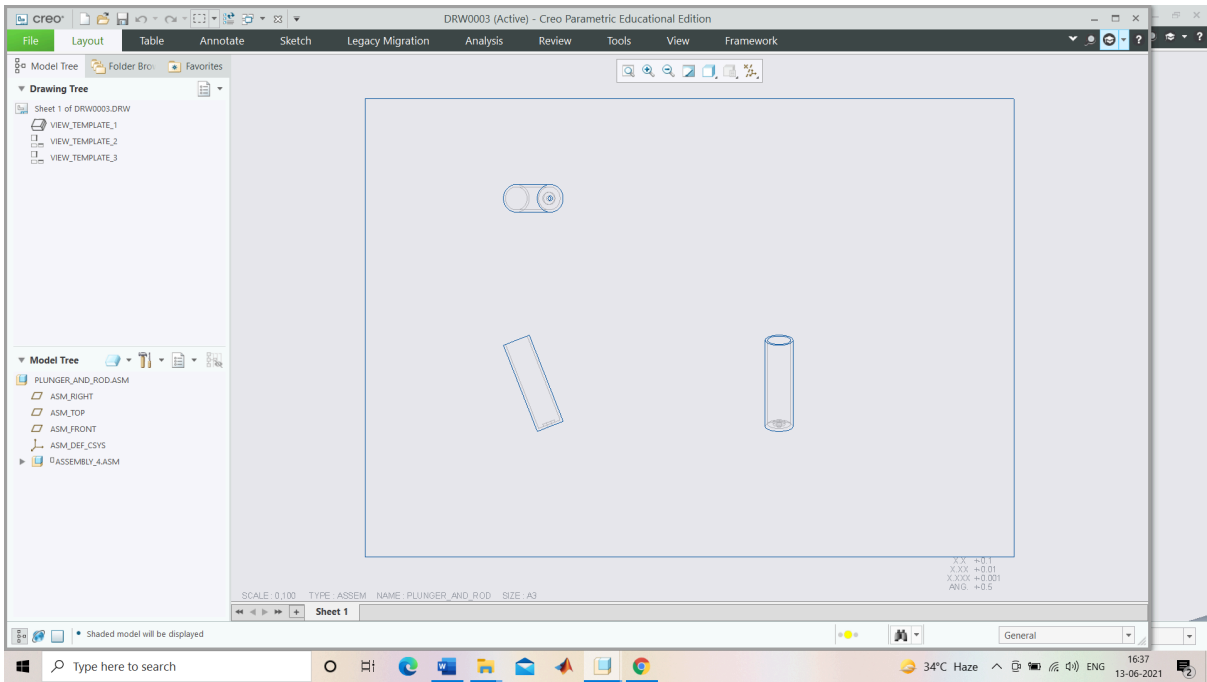 creo® DRW0003 (Active) - Creo Parametric Educational Edition
File Layout Table Annotate Sketch Legacy Migration Analysis Review Tools View Framework
Model Tree Folder Bro Favorites
Drawing Tree
Sheet 1 of DRW0003.DRW
VIEW_TEMPLATE_1
VIEW_TEMPLATE_2
VIEW_TEMPLATE_3
Model Tree
PLUNGER_AND_ROD.ASM
ASM_RIGHT
ASM_TOP
ASM_FRONT
ASM_DEF_CSYS
ASSEMBLY_4.ASM
X.X +-0.1
X.XX +-0.01
X.XXX +-0.001
ANG. +-0.5
SCALE : 0,100 TYPE : ASSEM NAME : PLUNGER_AND_ROD SIZE : A3
Sheet 1
• Shaded model will be displayed
General
Type here to search
34°C Haze ENG 16:37
13-06-2021
2